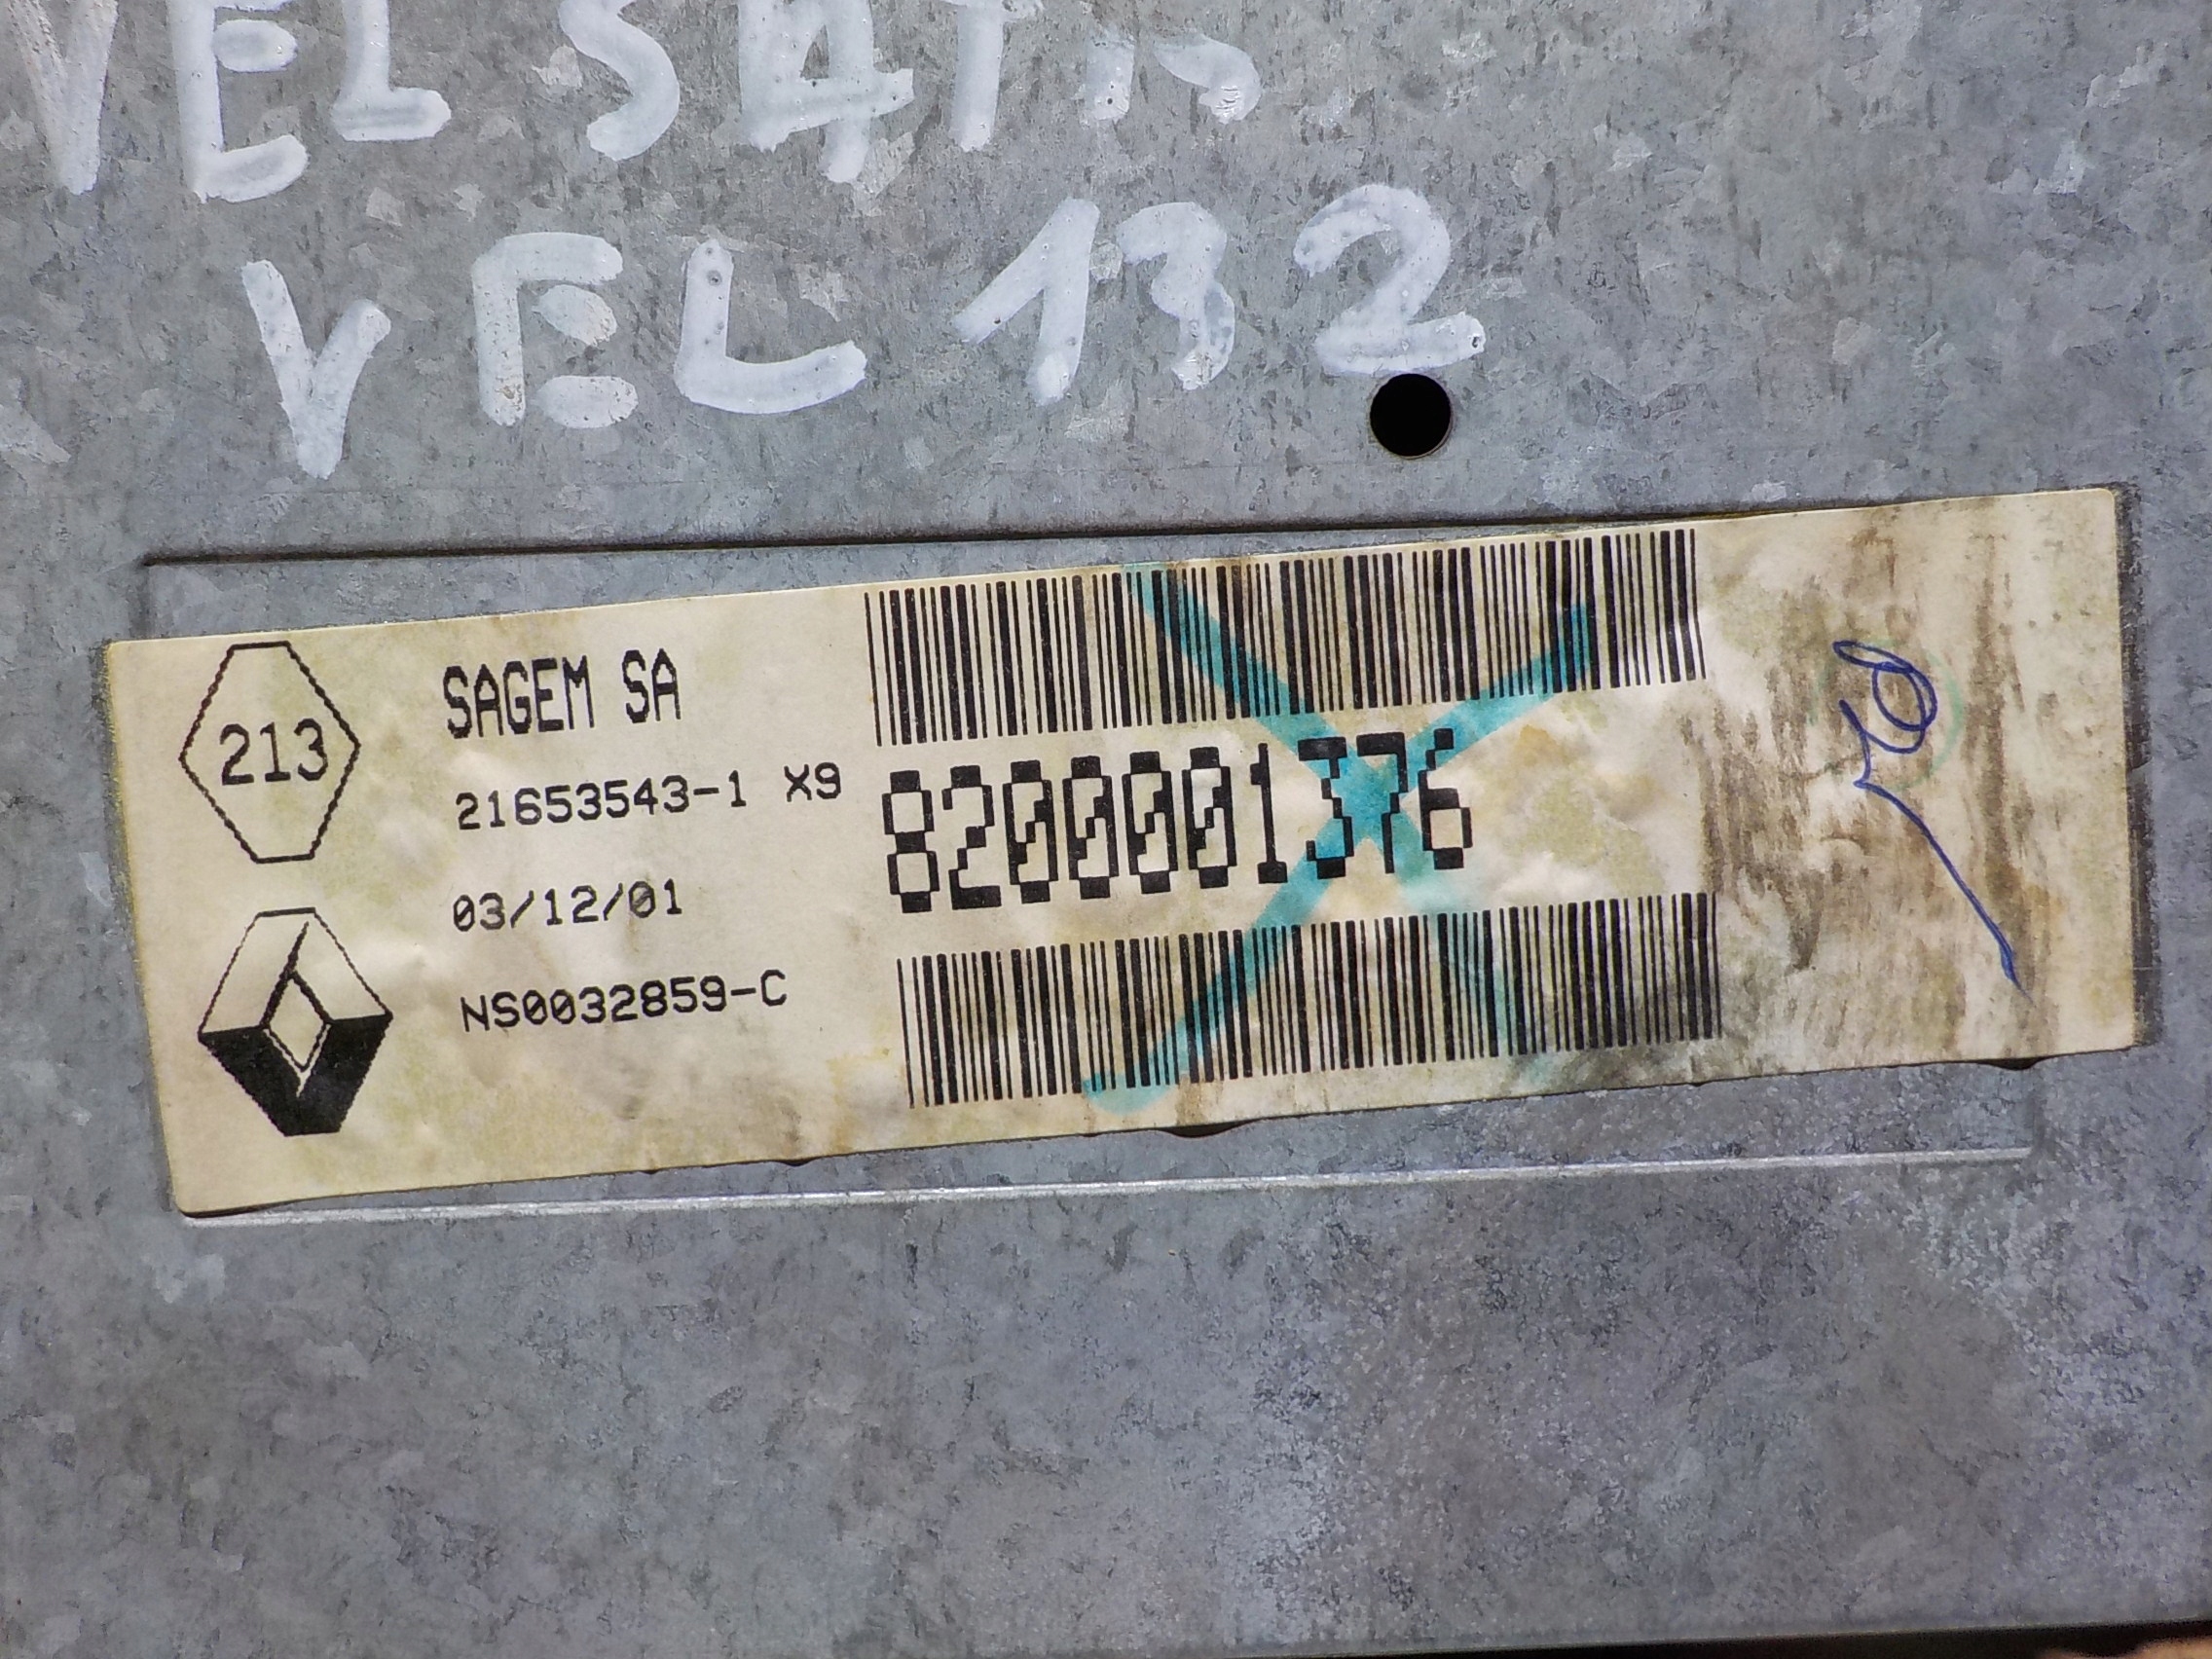 VEL SATIS
VEL 132
213
SAGEM SA
21653543-1 X9
8200001376
03/12/01
NS0032859-C